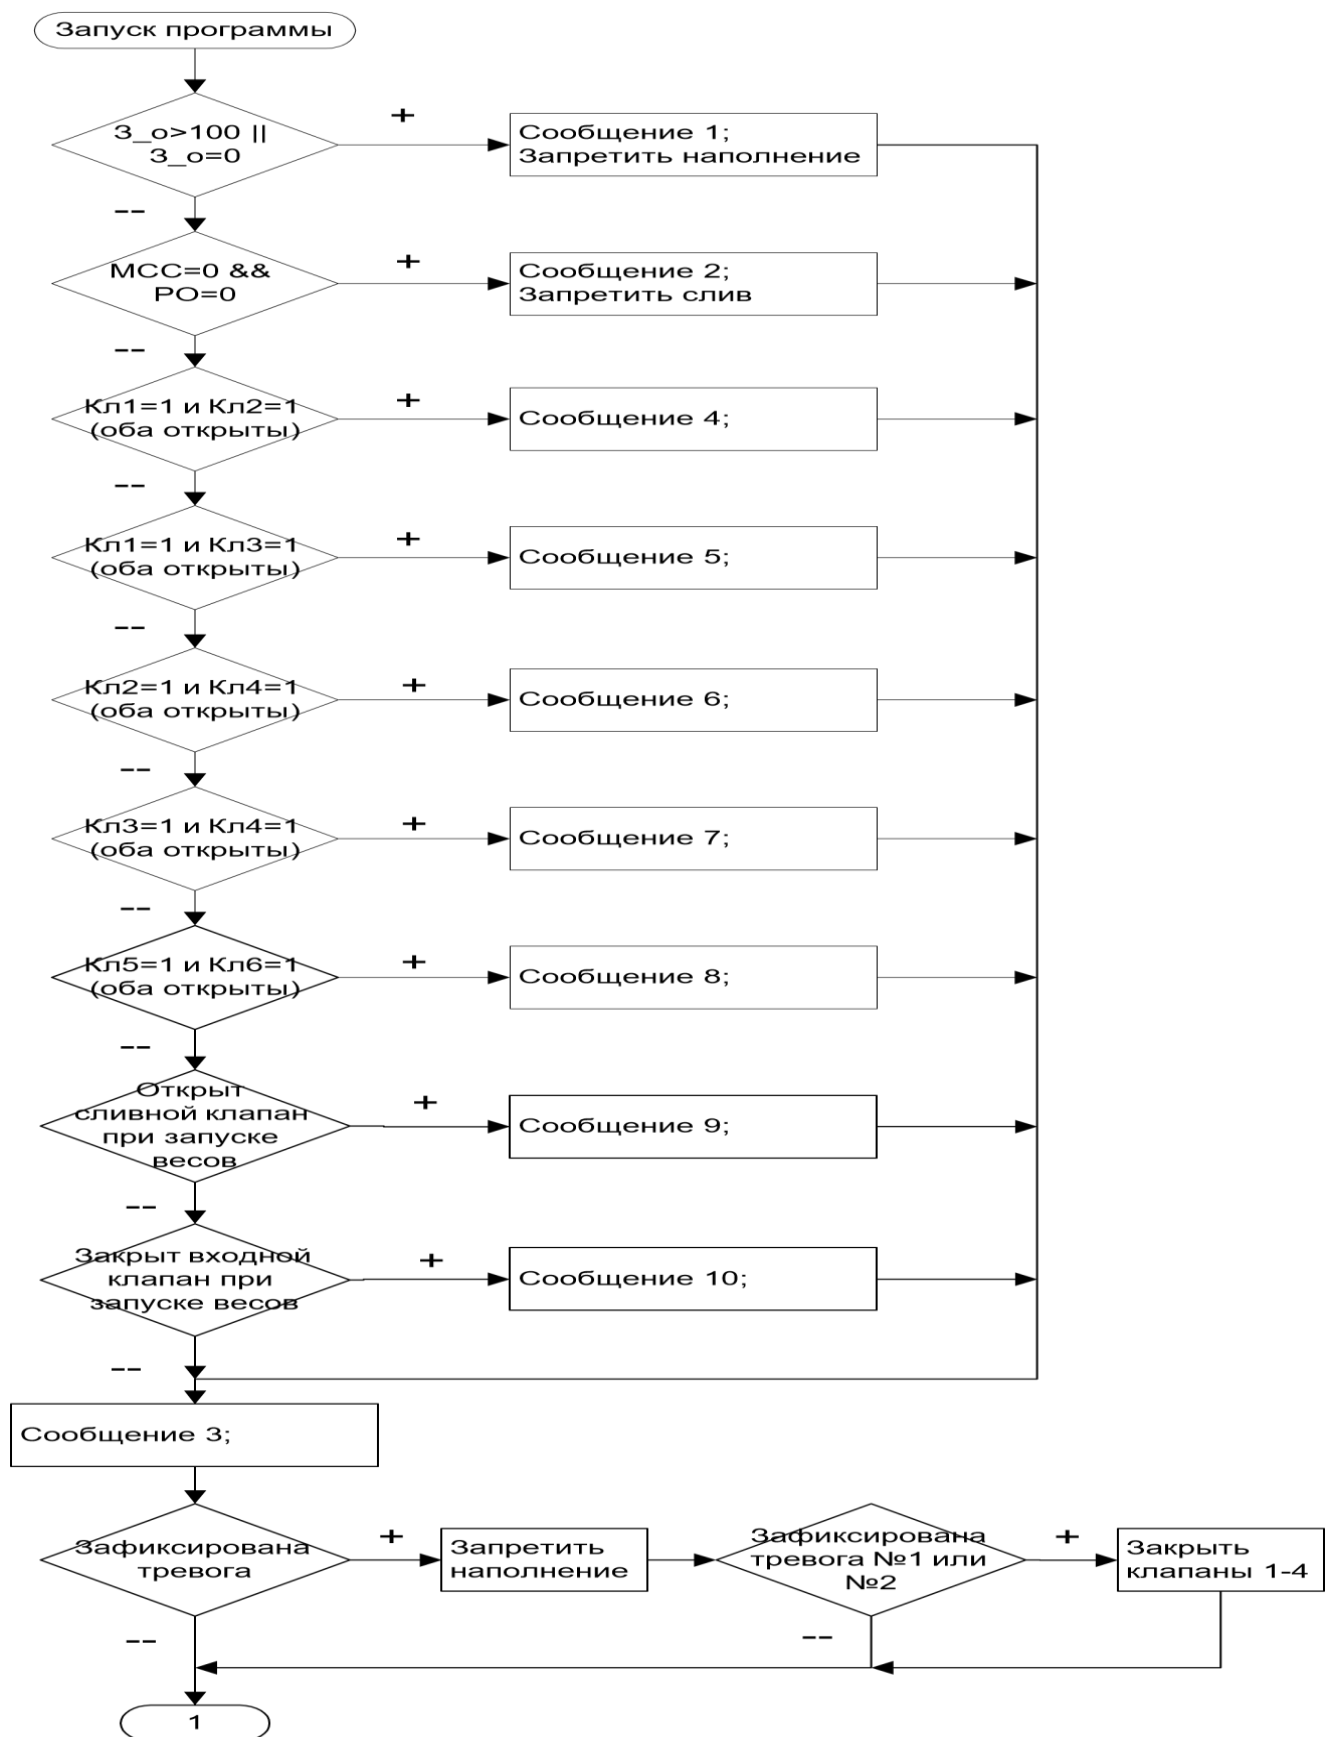 Запуск программы
З_о>100 ||
З_о=0
+
Сообщение 1;
Запретить наполнение
--
МСС=0 &&
РО=0
+
Сообщение 2;
Запретить слив
--
Кл1=1 и Кл2=1
(оба открыты)
+
Сообщение 4;
--
Кл1=1 и Кл3=1
(оба открыты)
+
Сообщение 5;
--
Кл2=1 и Кл4=1
(оба открыты)
+
Сообщение 6;
--
Кл3=1 и Кл4=1
(оба открыты)
+
Сообщение 7;
--
Кл5=1 и Кл6=1
(оба открыты)
+
Сообщение 8;
--
Открыт
сливной клапан
при запуске
весов
+
Сообщение 9;
--
Закрыт входной
клапан при
запуске весов
+
Сообщение 10;
--
Сообщение 3;
Зафиксирована
тревога
+
Запретить
наполнение
Зафиксирована
тревога №1 или
№2
+
Закрыть
клапаны 1-4
--
--
1